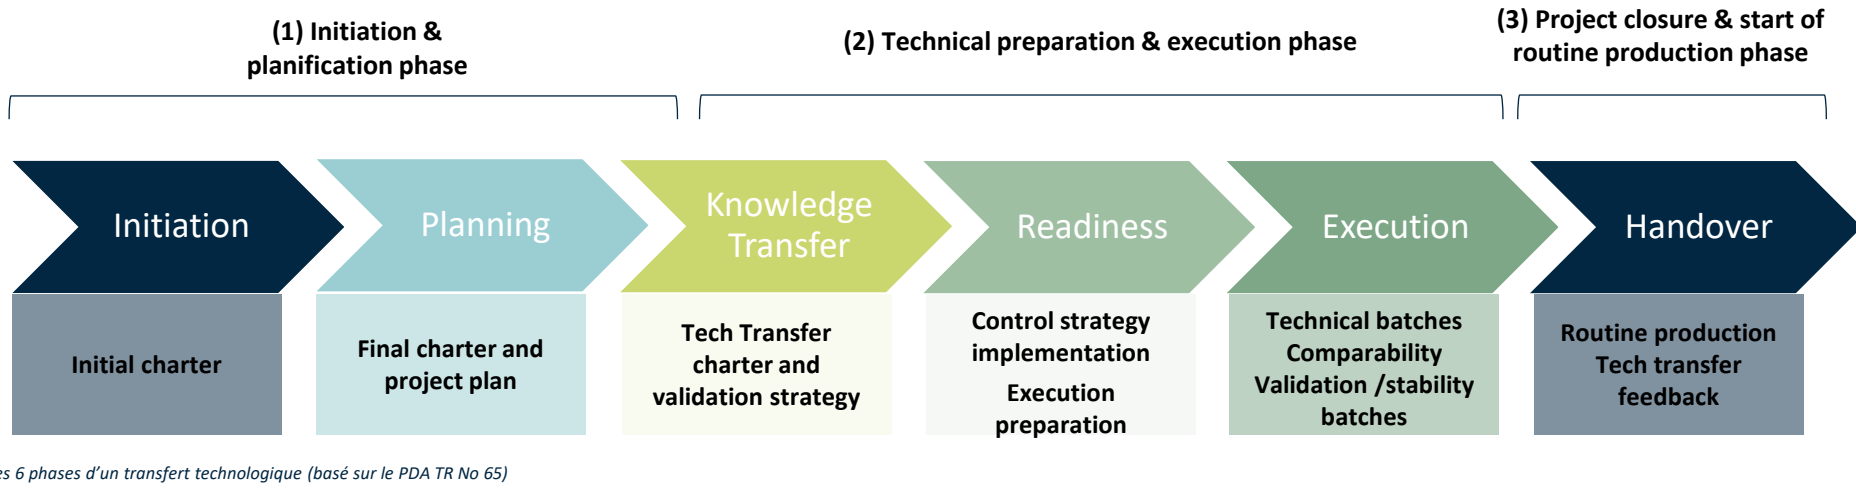 (1) Initiation &
planification phase
(2) Technical preparation & execution phase
(3) Project closure & start of
routine production phase
Initiation
Planning
Knowledge
Transfer
Readiness
Execution
Handover
Initial charter
Final charter and
project plan
Tech Transfer
charter and
validation strategy
Control strategy
implementation
Execution
preparation
Technical batches
Comparability
Validation /stability
batches
Routine production
Tech transfer
feedback
es 6 phases d'un transfert technologique (basé sur le PDA TR No 65)